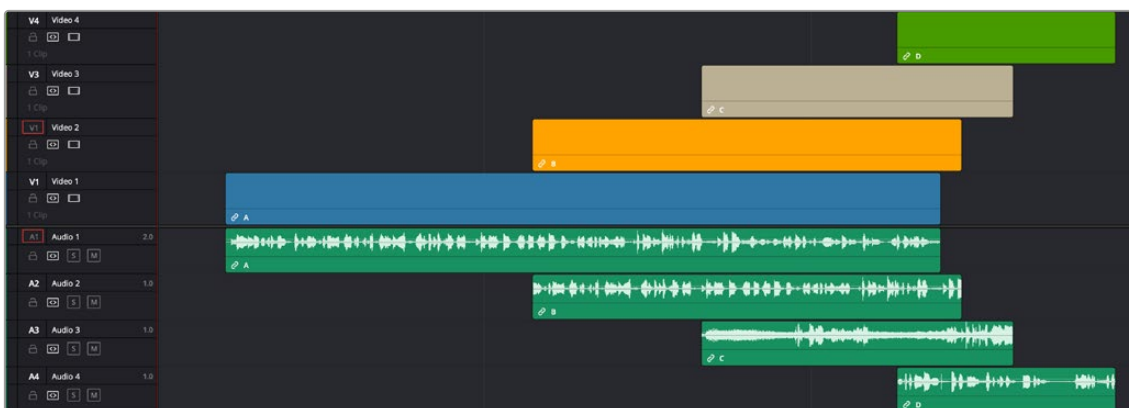 V4 Video 4
1 Clip
D
V3 Video 3
1 Clip
C
V1 Video 2
1 Clip
B
V1 Video 1
1 Clip
A
A1 Audio 1 2.0
S M
A
A2 Audio 2 1.0
S M
B
A3 Audio 3 1.0
S M
C
A4 Audio 4 1.0
S M
D